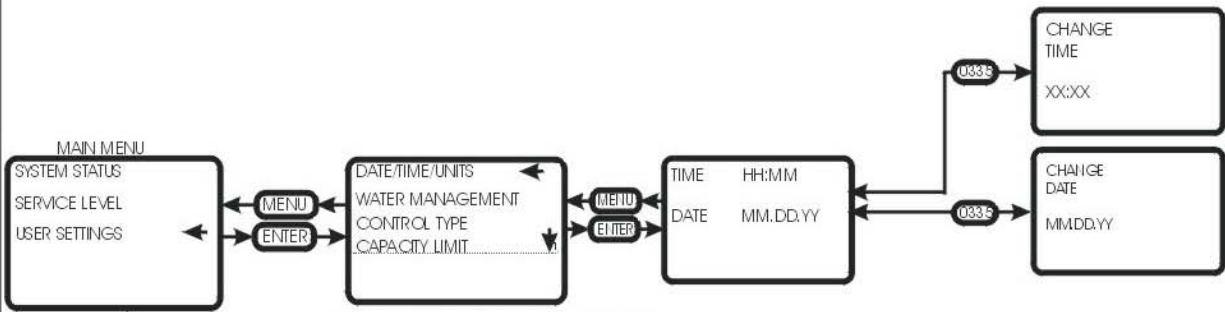 MAIN MENU
SYSTEM STATUS
SERVICE LEVEL
USER SETTINGS
MENU
ENTER
DATE/TIME/UNITS
WATER MANAGEMENT
CONTROL TYPE
CAPACITY LIMIT
MENU
ENTER
TIME HH:MM
DATE MM.DD.YY
0335
CHANGE
TIME
XX:XX
0335
CHANGE
DATE
MM.DD.YY